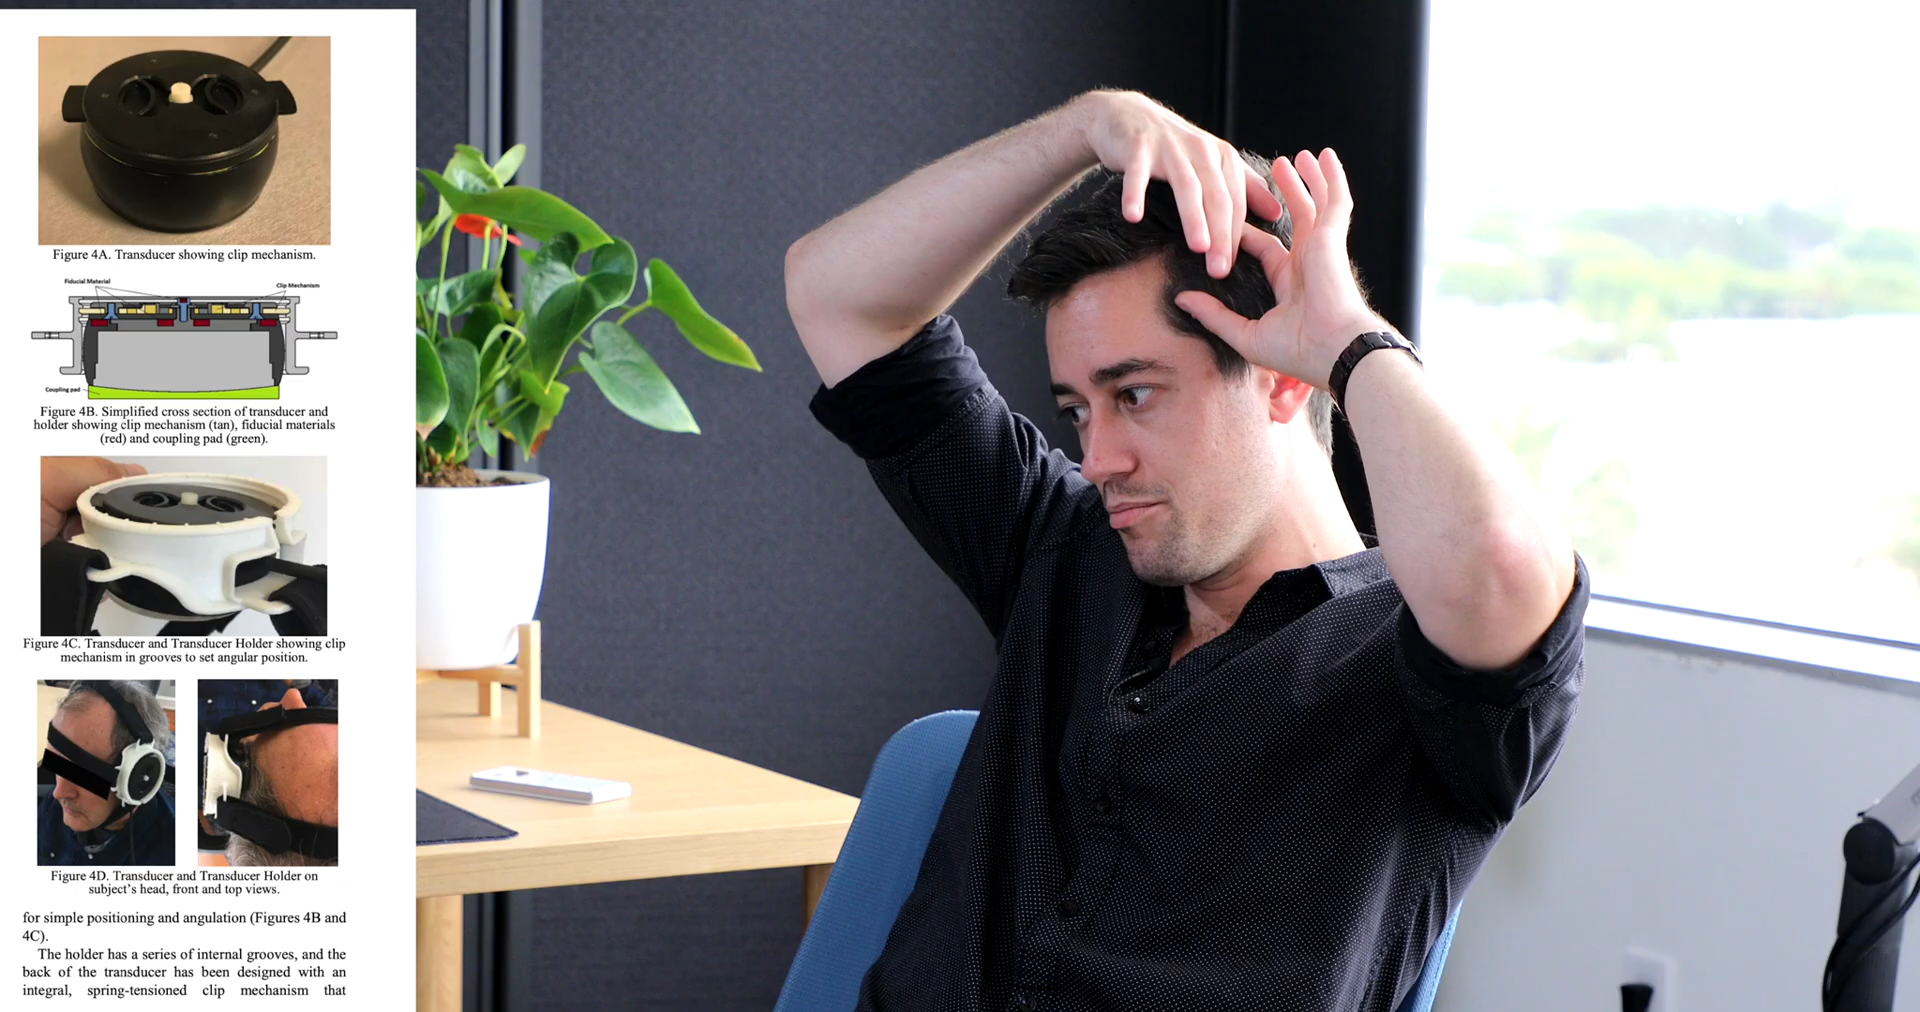 Figure 4A. Transducer showing clip mechanism.
Fiducial Material
Clip Mechanism
Coupling pad
Figure 4B. Simplified cross section of transducer and
holder showing clip mechanism (tan), fiducial materials
(red) and coupling pad (green).
Figure 4C. Transducer and Transducer Holder showing clip
mechanism in grooves to set angular position.
Figure 4D. Transducer and Transducer Holder on
subject's head, front and top views.
for simple positioning and angulation (Figures 4B and
4C).
The holder has a series of internal grooves, and the
back of the transducer has been designed with an
integral, spring-tensioned clip mechanism that